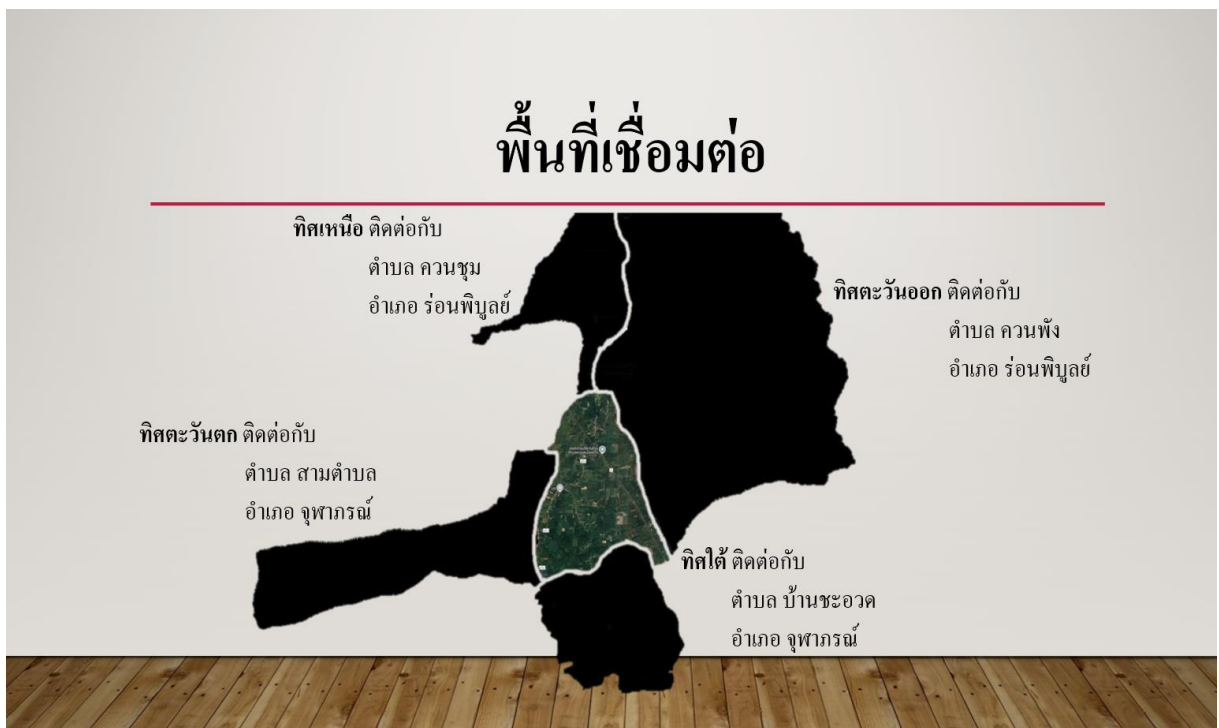 พื้นที่เชื่อมต่อ
ทิศเหนือ ติดต่อกับ
ตำบล ควนชุม
อำเภอ ร่อนพิบูลย์
ทิศตะวันออก ติดต่อกับ
ตำบล ควนพัง
อำเภอ ร่อนพิบูลย์
ทิศตะวันตก ติดต่อกับ
ตำบล สามตำบล
อำเภอ จุฬาภรณ์
ทิศใต้ ติดต่อกับ
ตำบล บ้านชะอวด
อำเภอ จุฬาภรณ์